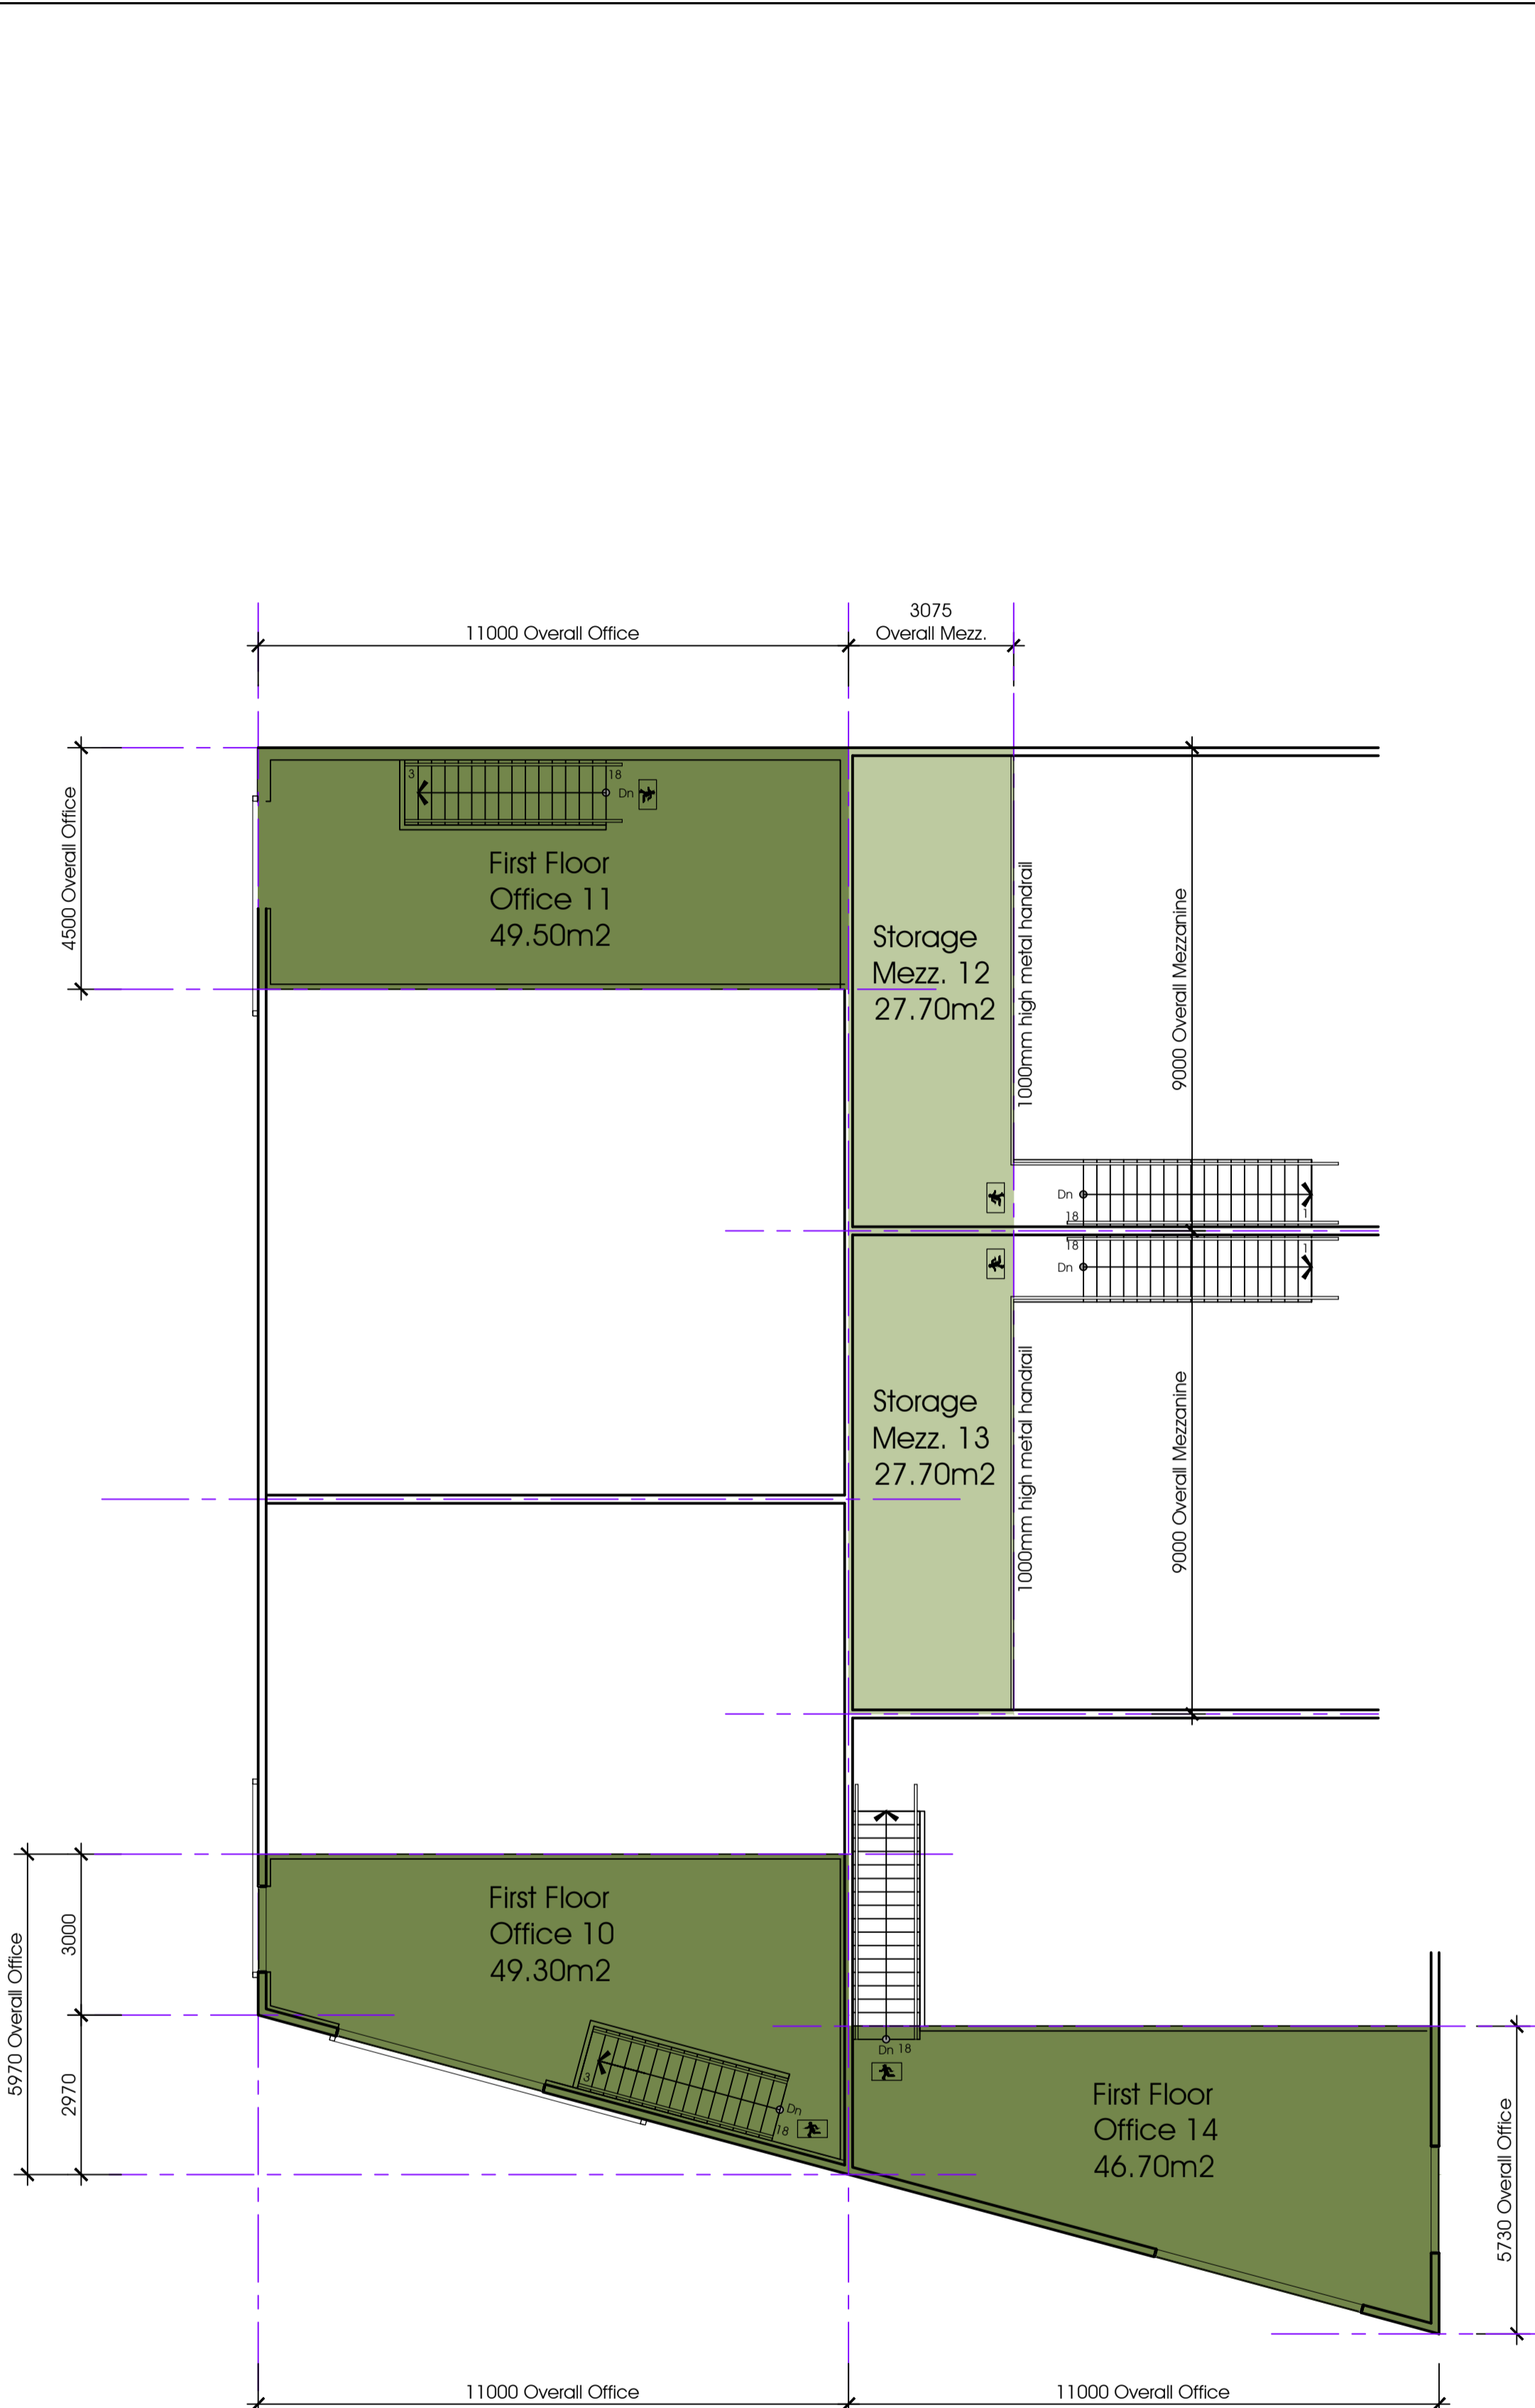 3075
11000 Overall Office
Overall Mezz.
4500 Overall Office
3
18
Dn
First Floor
Office 11
49.50m2
Storage
Mezz. 12
27.70m2
1000mm high metal handrail
9000 Overall Mezzanine
Dn
18
1
18
1
Dn
Storage
Mezz. 13
27.70m2
1000mm high metal handrail
9000 Overall Mezzanine
5970 Overall Office
3000
2970
First Floor
Office 10
49.30m2
3
Dn
18
Dn 18
First Floor
Office 14
46.70m2
5730 Overall Office
11000 Overall Office
11000 Overall Office